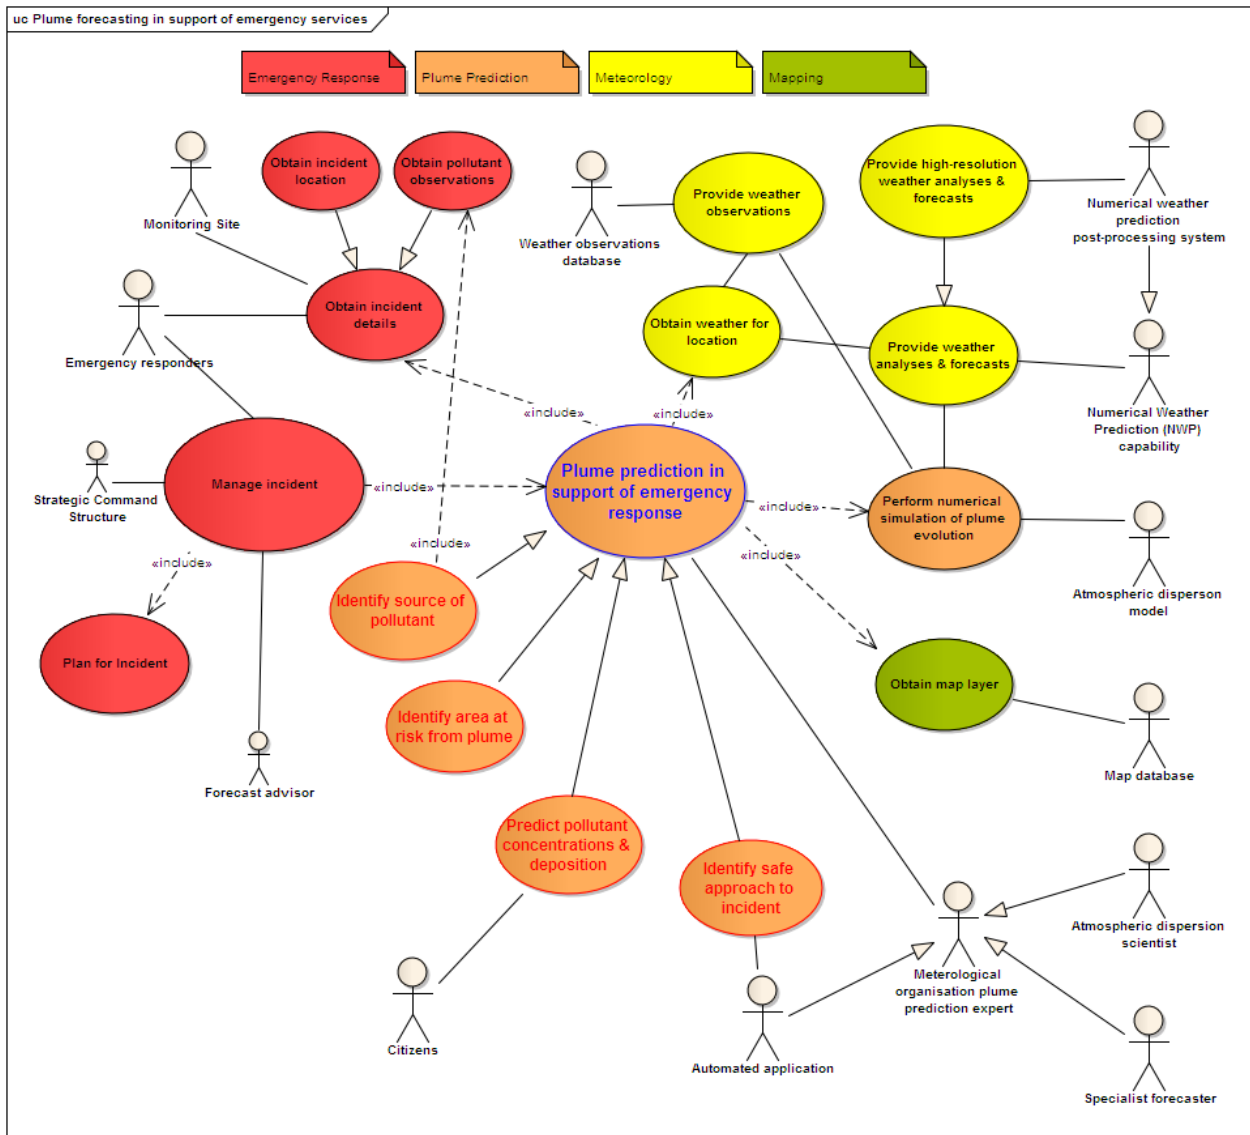 uc Plume forecasting in support of emergency services
Emergency Response
Plume Prediction
Meteorology
Mapping
Monitoring Site
Obtain incident
location
Obtain pollutant
observations
Weather observations
database
Provide weather
observations
Provide high-resolution
weather analyses &
forecasts
Numerical weather
prediction
post-processing system
Emergency responders
Obtain incident
details
Obtain weather for
location
Provide weather
analyses & forecasts
Numerical Weather
Prediction (NWP)
capability
«include»
«include»
Strategic Command
Structure
Manage incident
«include»
Plume prediction in
support of emergency
response
«include»
Perform numerical
simulation of plume
evolution
Atmospheric disperson
model
«include»
«include»
«include»
Plan for Incident
Identify source of
pollutant
Obtain map layer
Map database
Identify area at
risk from plume
Forecast advisor
Predict pollutant
concentrations &
deposition
Identify safe
approach to
incident
Atmospheric dispersion
scientist
Meterological
organisation plume
prediction expert
Citizens
Automated application
Specialist forecaster